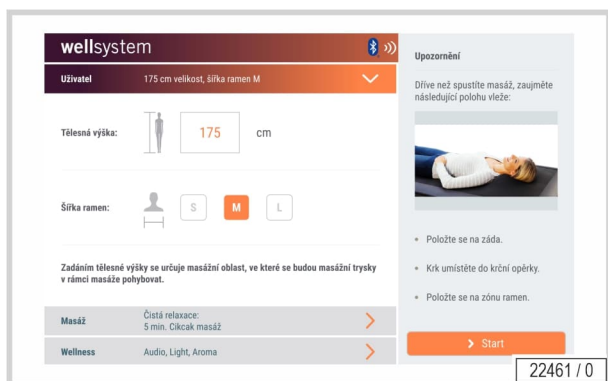 wellsystem
Uživatel 175 cm velikost, šířka ramen M
Tělesná výška: 175 cm
Šířka ramen: S M L
Zadáním tělesné výšky se určuje masážní oblast, ve které se budou masážní trysky
v rámci masáže pohybovat.
Masáž Čistá relaxace:
5 min. Cikcak masáž
Wellness Audio, Light, Aroma
Upozornění
Dříve než spustíte masáž, zaujměte
následující polohu vleže:
• Položte se na záda.
• Krk umístěte do krční opěrky.
• Položte se na zónu ramen.
Start
22461 / 0